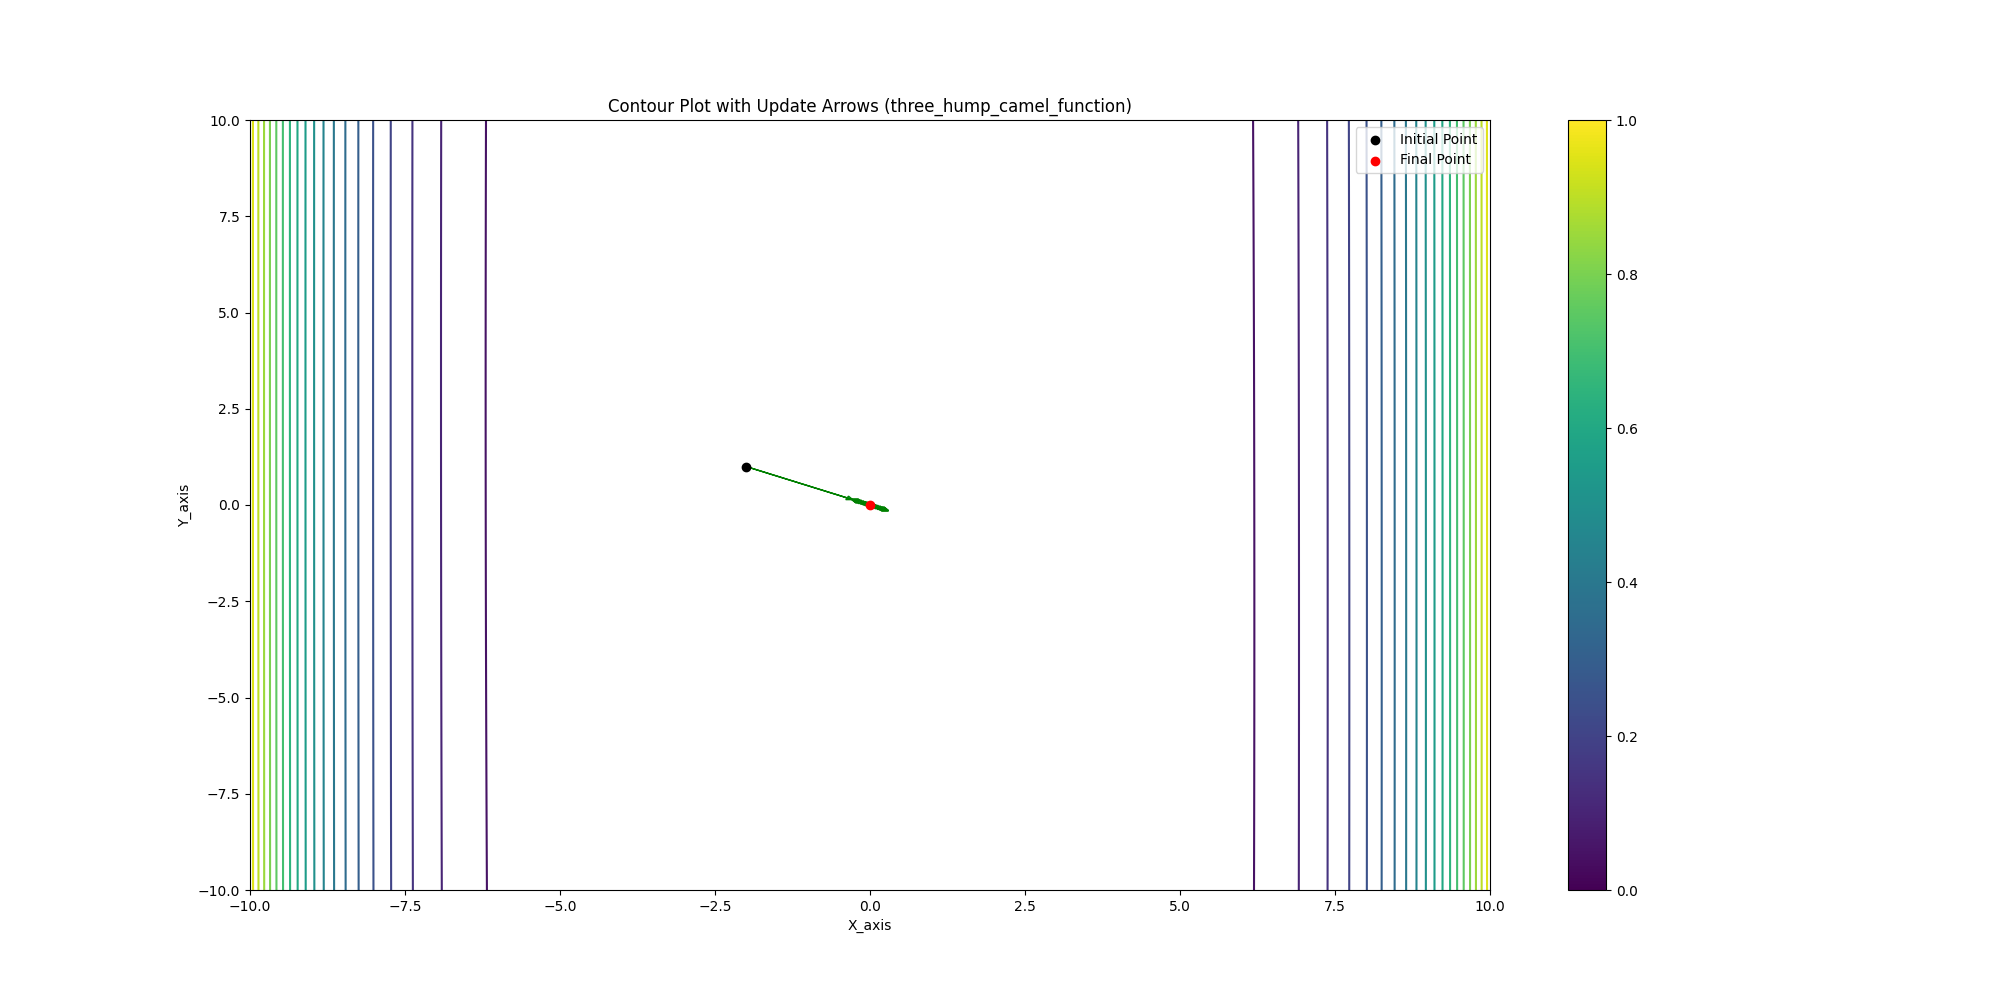 Contour Plot with Update Arrows (three_hump_camel_function)
Initial Point
Final Point
10.0
7.5
5.0
2.5
0.0
−2.5
−5.0
−7.5
−10.0
Y_axis
−10.0 −7.5 −5.0 −2.5 0.0 2.5 5.0 7.5 10.0
X_axis
1.0
0.8
0.6
0.4
0.2
0.0